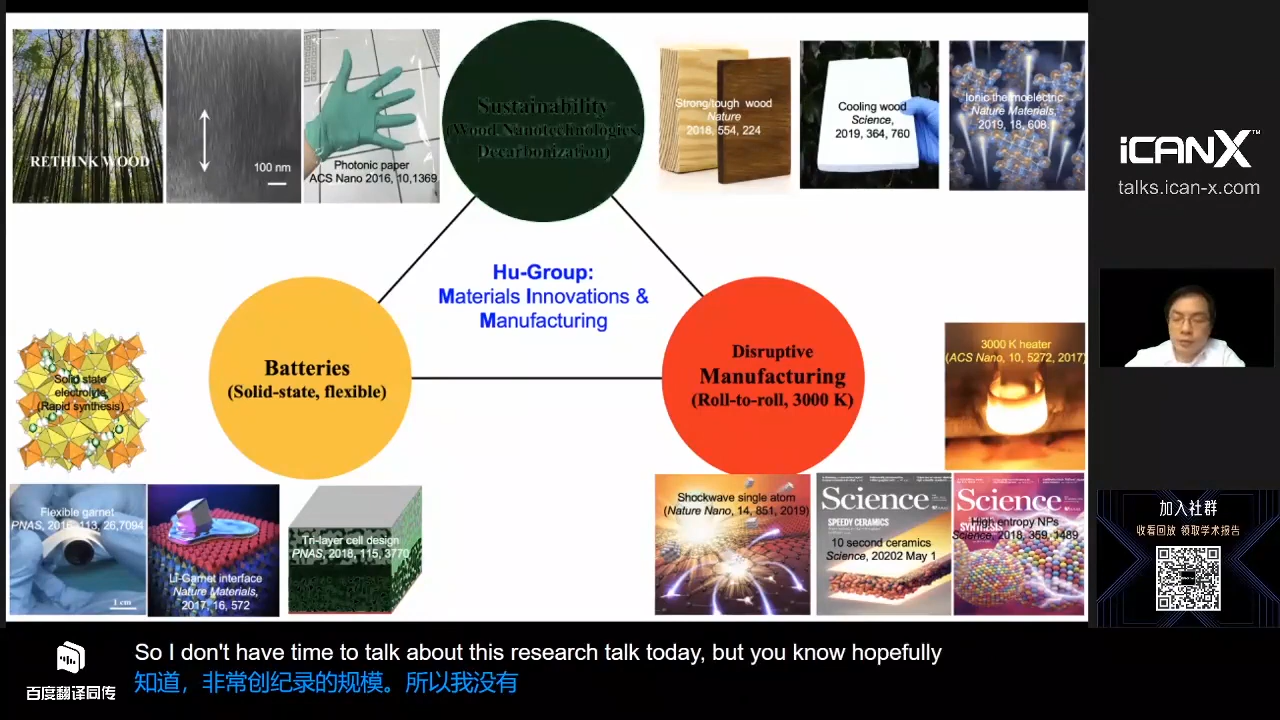 RETHINK WOOD
100 nm
Photonic paper
ACS Nano 2016, 10,1369
Sustainability
(Wood Nanotechnologies,
Decarbonization)
Strong/tough wood
Nature
2018, 554, 224
Cooling wood
Science,
2019, 364, 760
Ionic thermoelectric
Nature Materials,
2019, 18, 608.
iCANX™
talks.ican-x.com
Hu-Group:
Materials Innovations &
Manufacturing
Batteries
(Solid-state, flexible)
Disruptive
Manufacturing
(Roll-to-roll, 3000 K)
Solid state
electrolyte
(Rapid synthesis)
3000 K heater
(ACS Nano, 10, 5272, 2017)
Flexible garnet
PNAS, 2016, 113, 26,7094
1 cm
Li-Garnet interface
Nature Materials,
2017, 16, 572
Tri-layer cell design
PNAS, 2018, 115, 3770
Shockwave single atom
(Nature Nano, 14, 851, 2019)
Science
SPEEDY CERAMICS
10 second ceramics
Science, 20202 May 1
Science
High entropy NPs
Science, 2018, 359, 1489
加入社群
收看回放 领取学术报告
百度翻译同传
So I don't have time to talk about this research talk today, but you know hopefully
知道，非常创纪录的规模。所以我没有